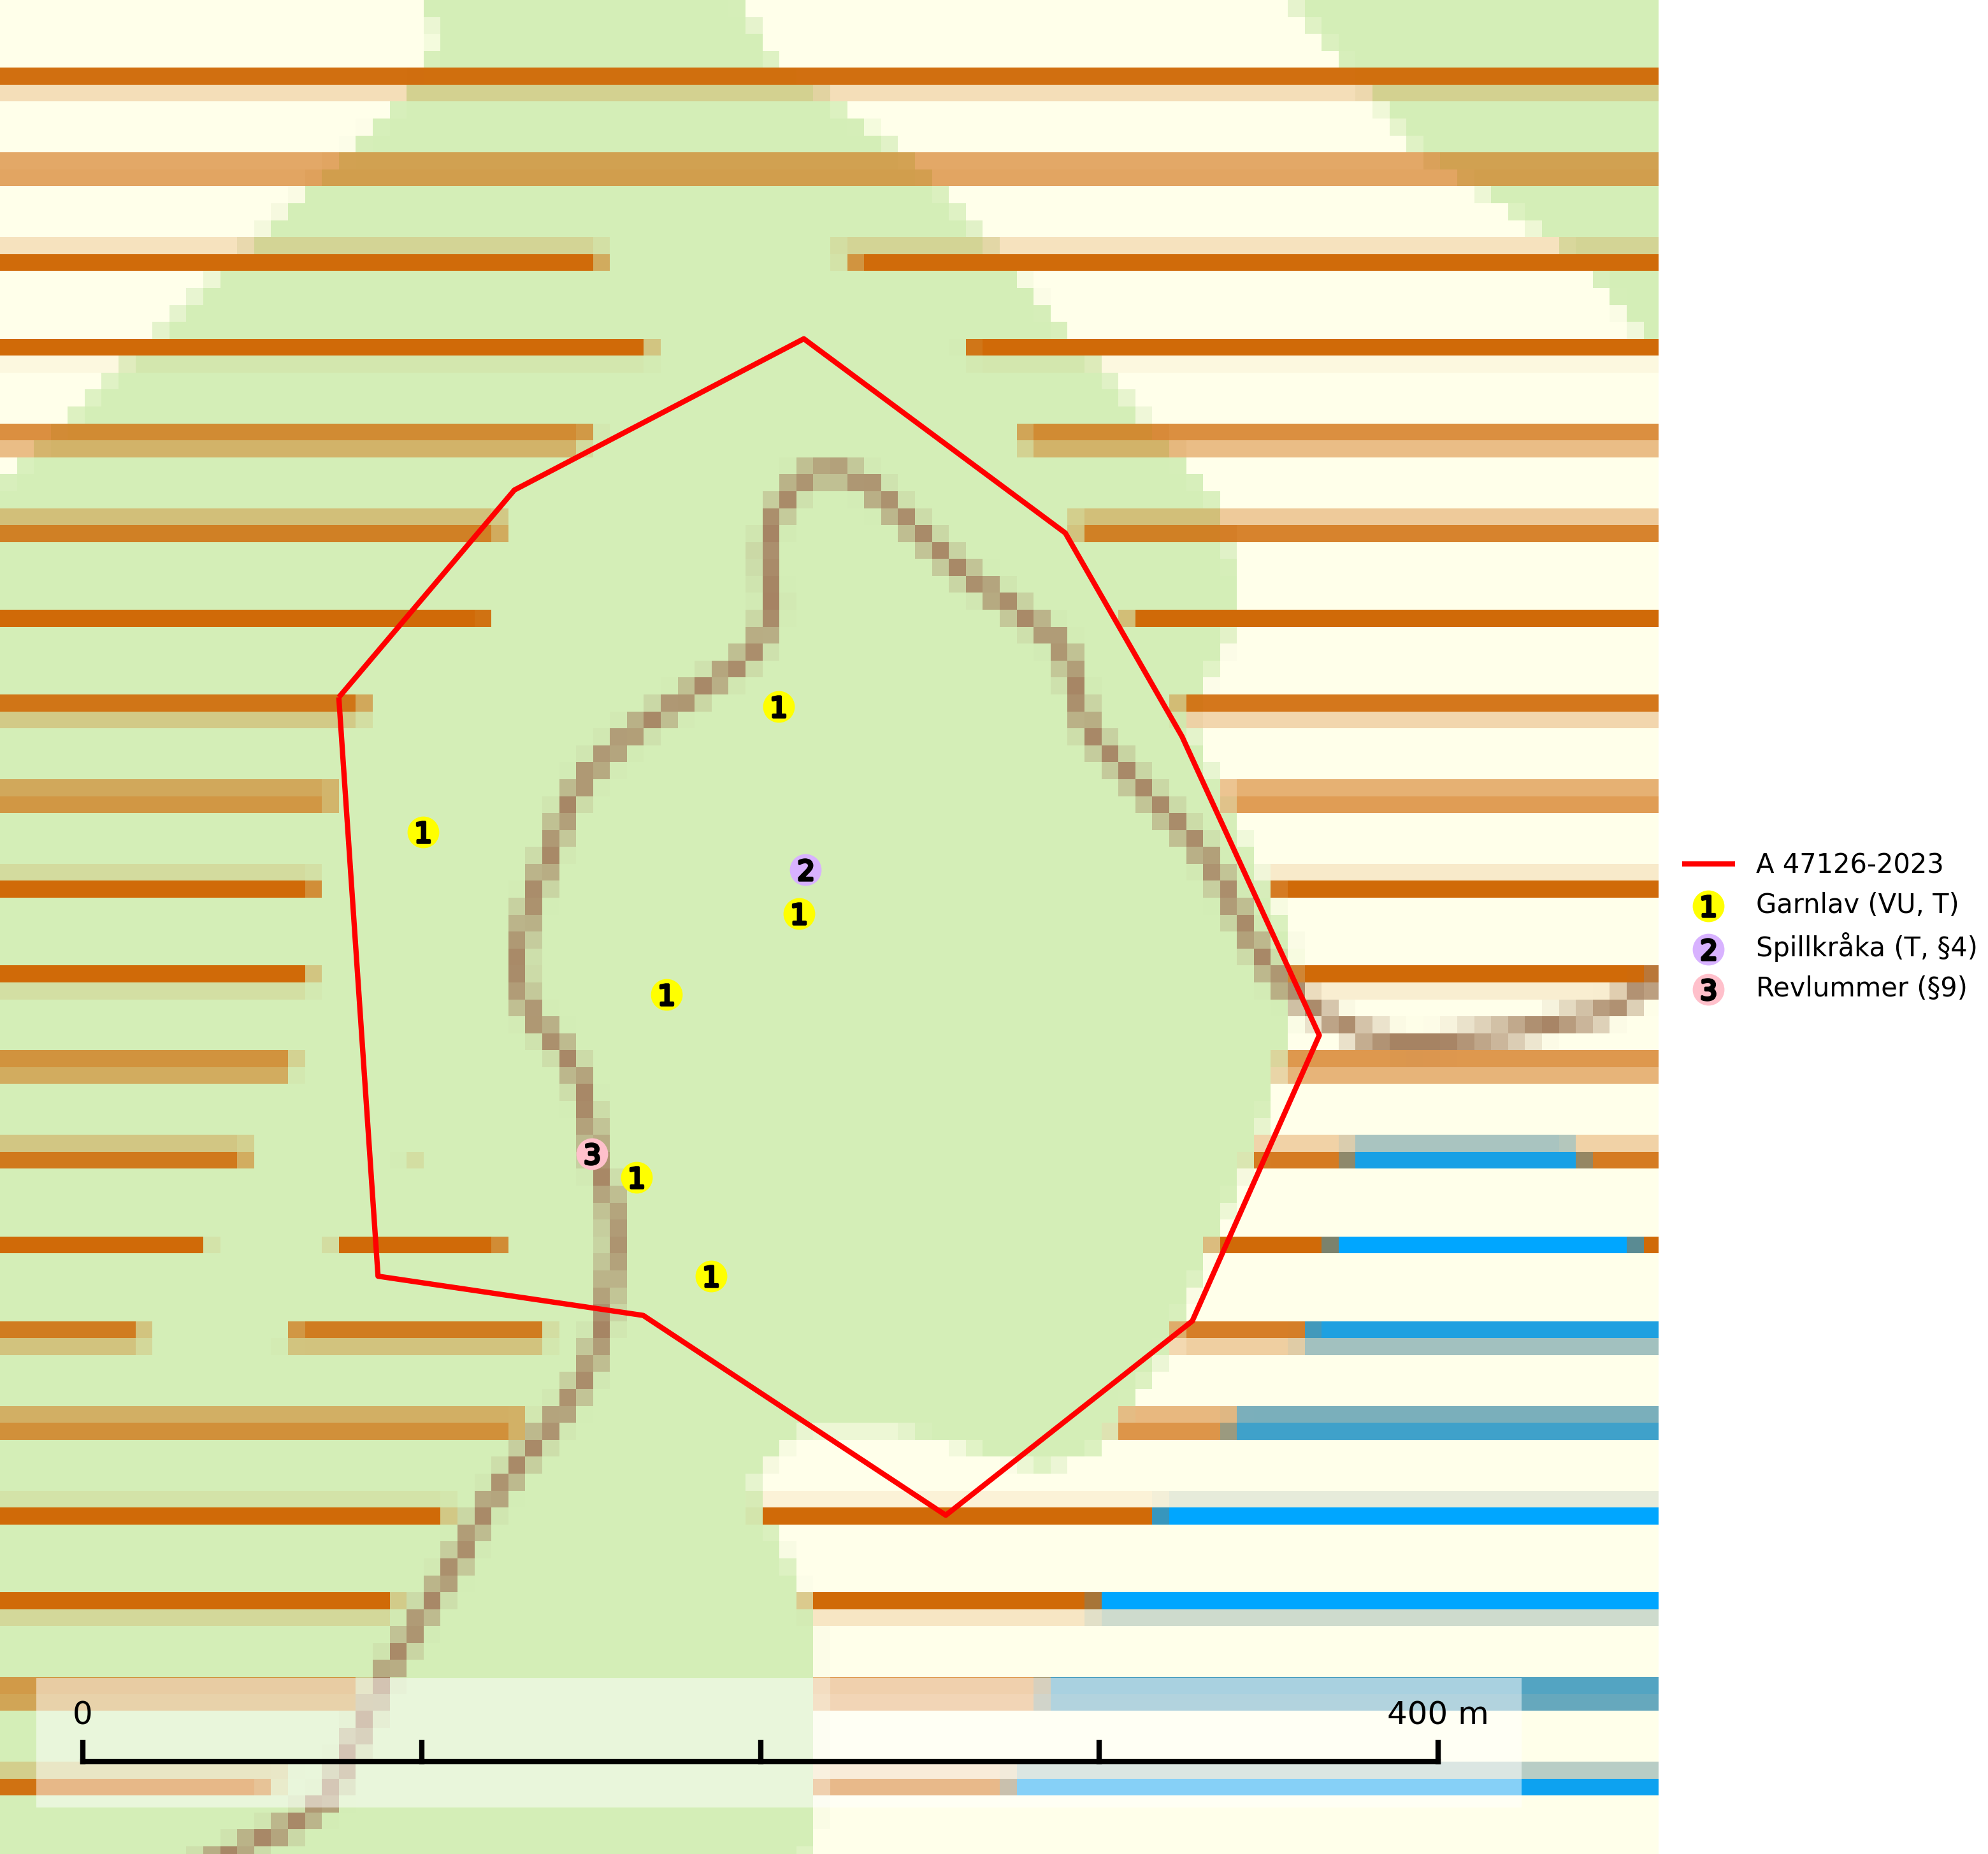 1
1
2
1
1
3
1
1
A 47126-2023
1 Garnlav (VU, T)
2 Spillkråka (T, §4)
3 Revlummer (§9)
0 400 m